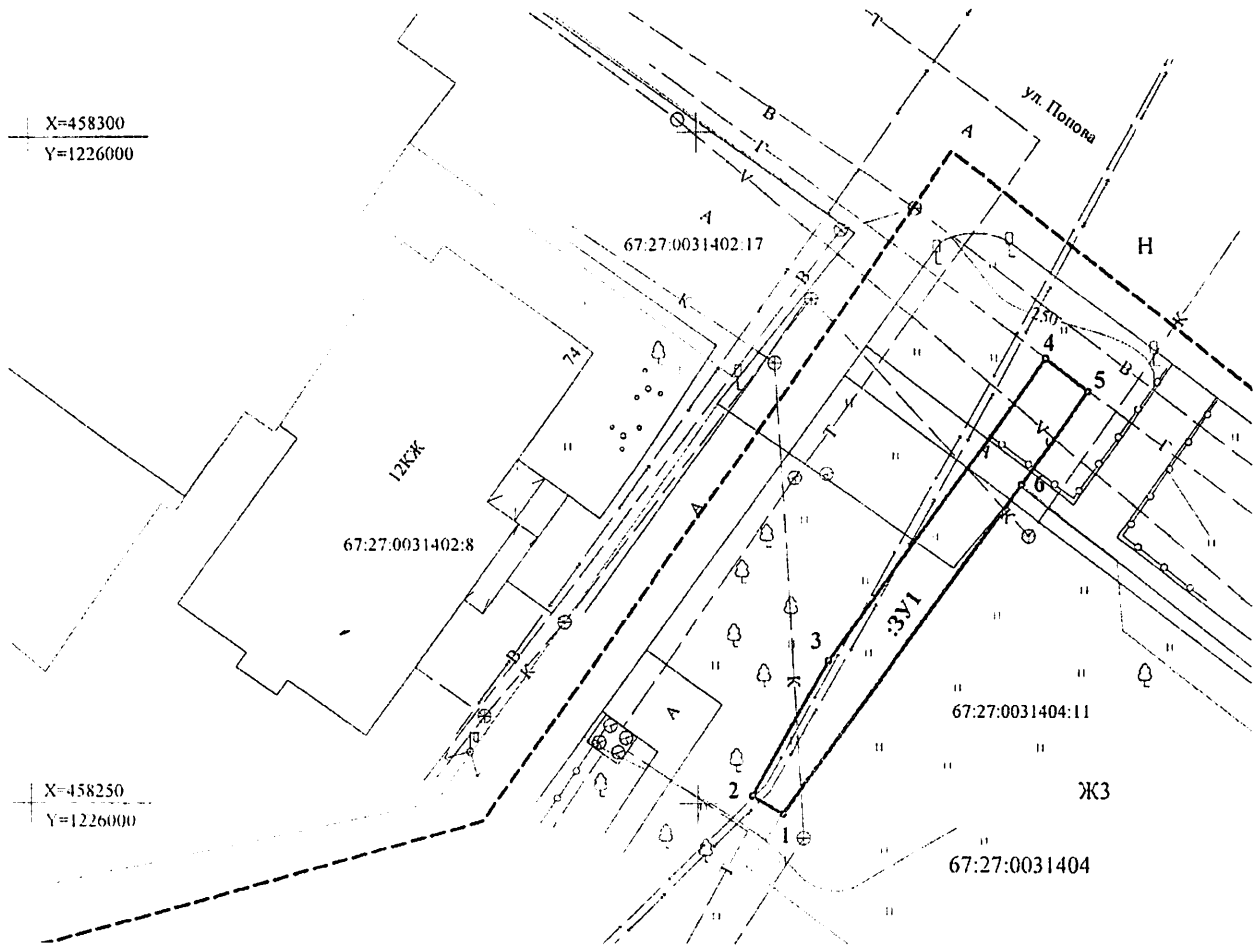 Т
ул. Попова
X=458300
Y=1226000
В
Г
А
V
А
67:27:0031402:17
Н
В
К
250
К
4
74
В
5
V
Г
Т
12КЖ
6
А
К
67:27:0031402:8
:ЗУ1
3
В
К
К
67:27:0031404:11
А
X=458250
Y=1226000
2
Ж3
1
67:27:0031404
Т